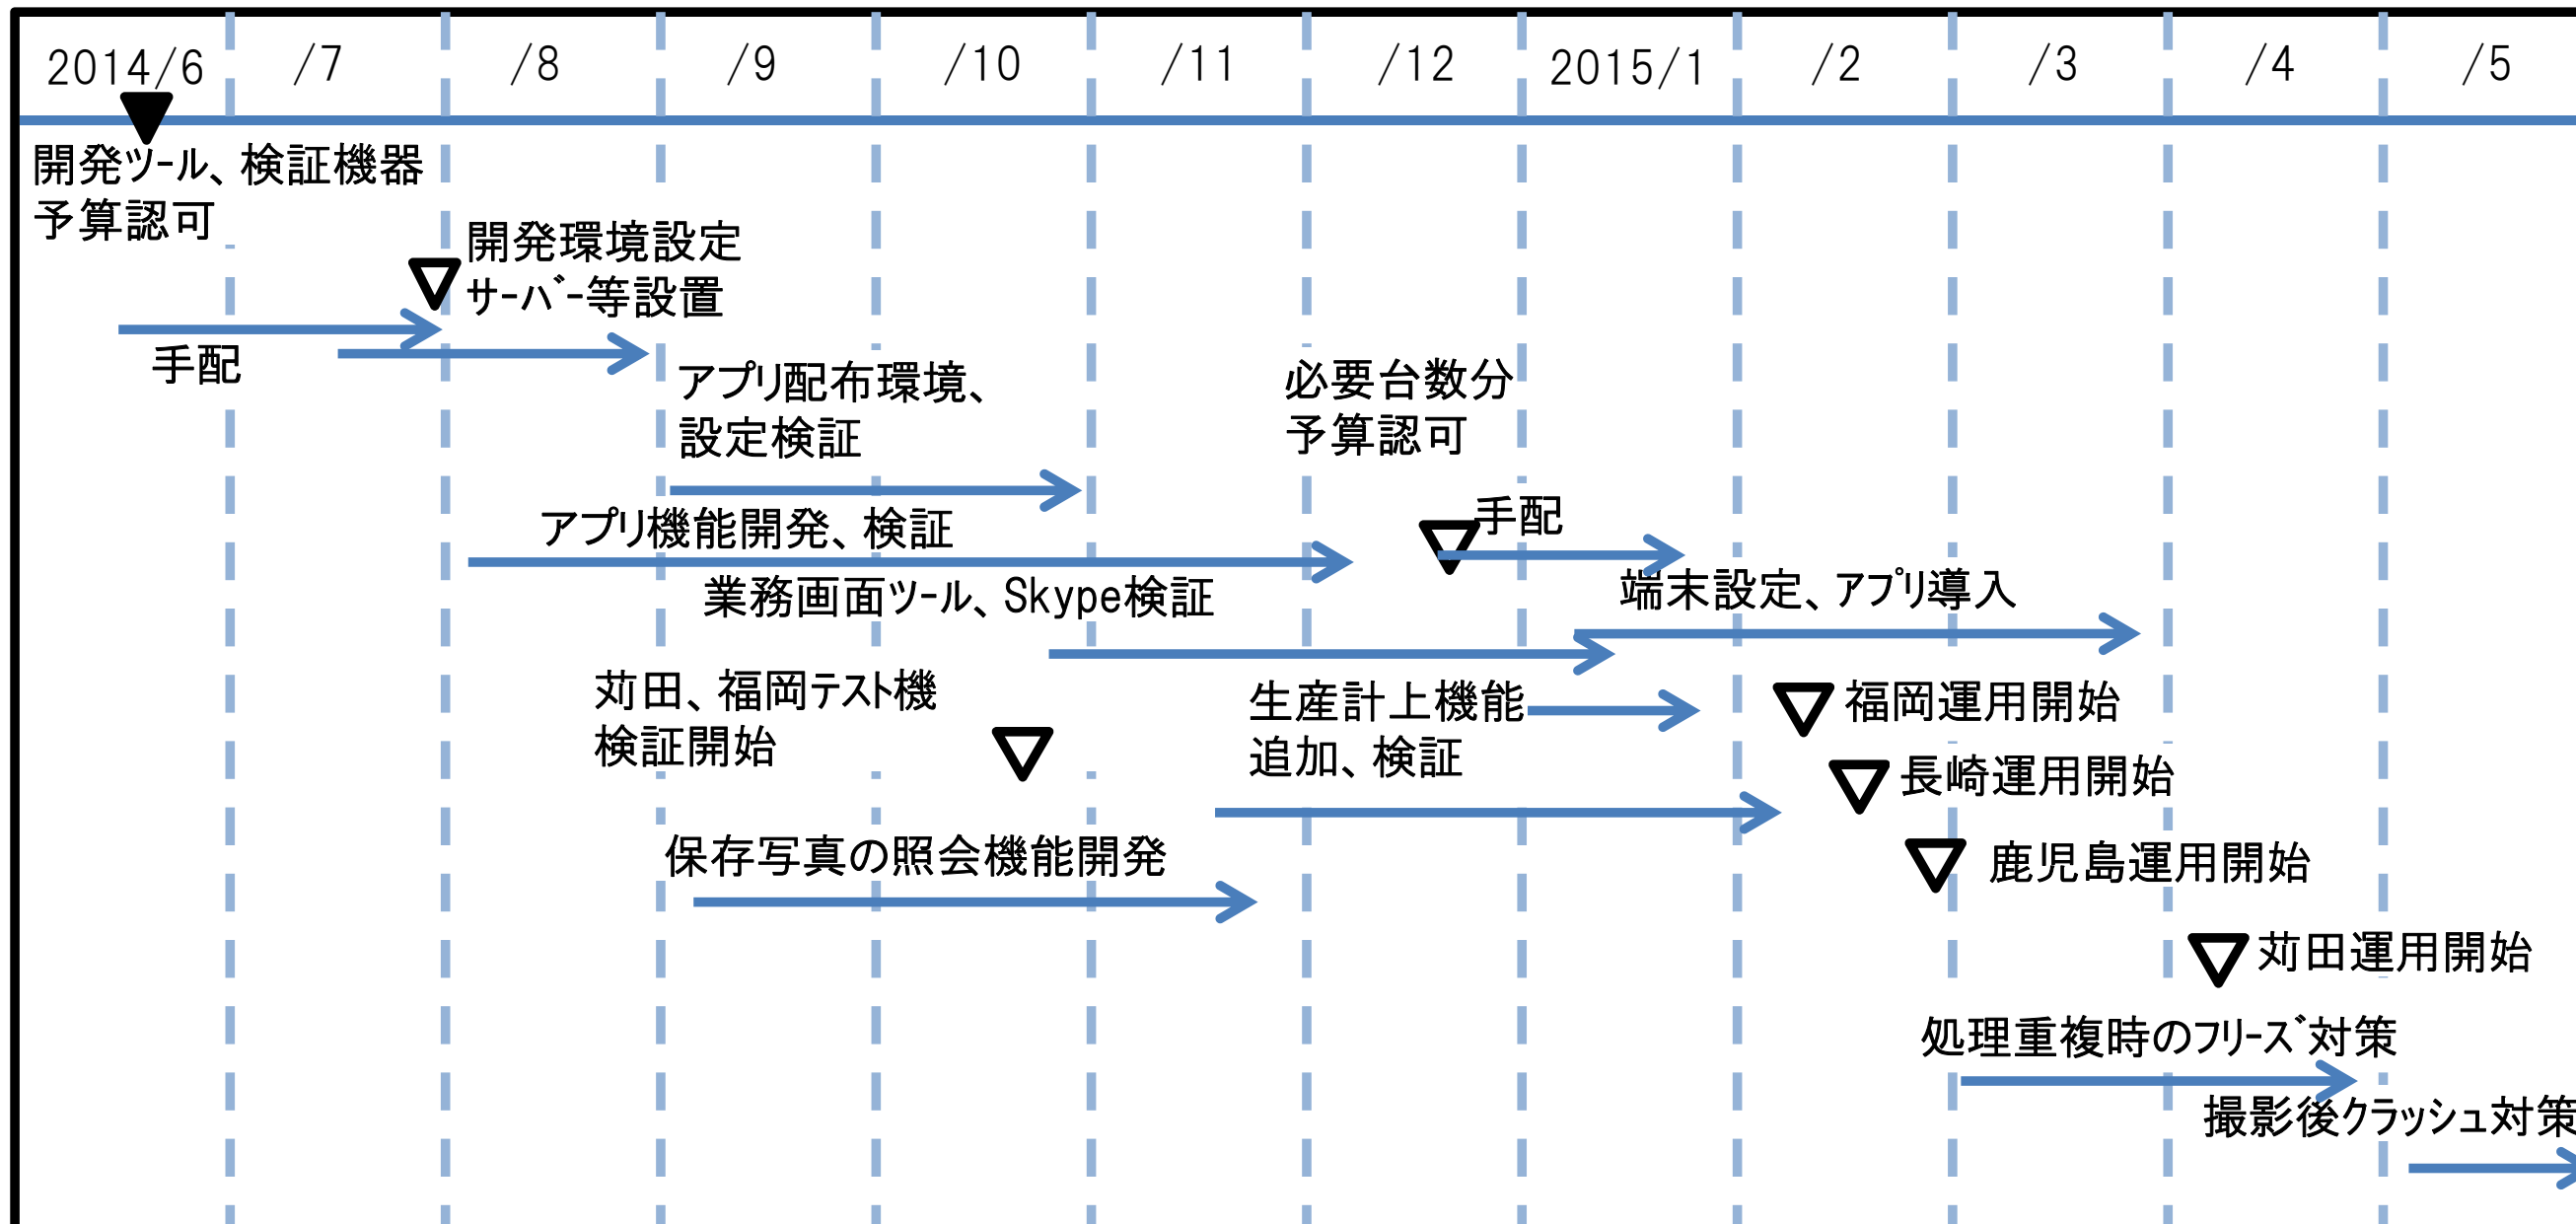 2014/6 /7 /8 /9 /10 /11 /12 2015/1 /2 /3 /4 /5
開発ツール、検証機器
予算認可
開発環境設定
サーバー等設置
手配
アプリ配布環境、
設定検証
必要台数分
予算認可
手配
アプリ機能開発、検証
業務画面ツール、Skype検証
端末設定、アプリ導入
苅田、福岡テスト機
検証開始
生産計上機能
追加、検証
福岡運用開始
長崎運用開始
保存写真の照会機能開発
鹿児島運用開始
苅田運用開始
処理重複時のフリーズ対策
撮影後クラッシュ対策